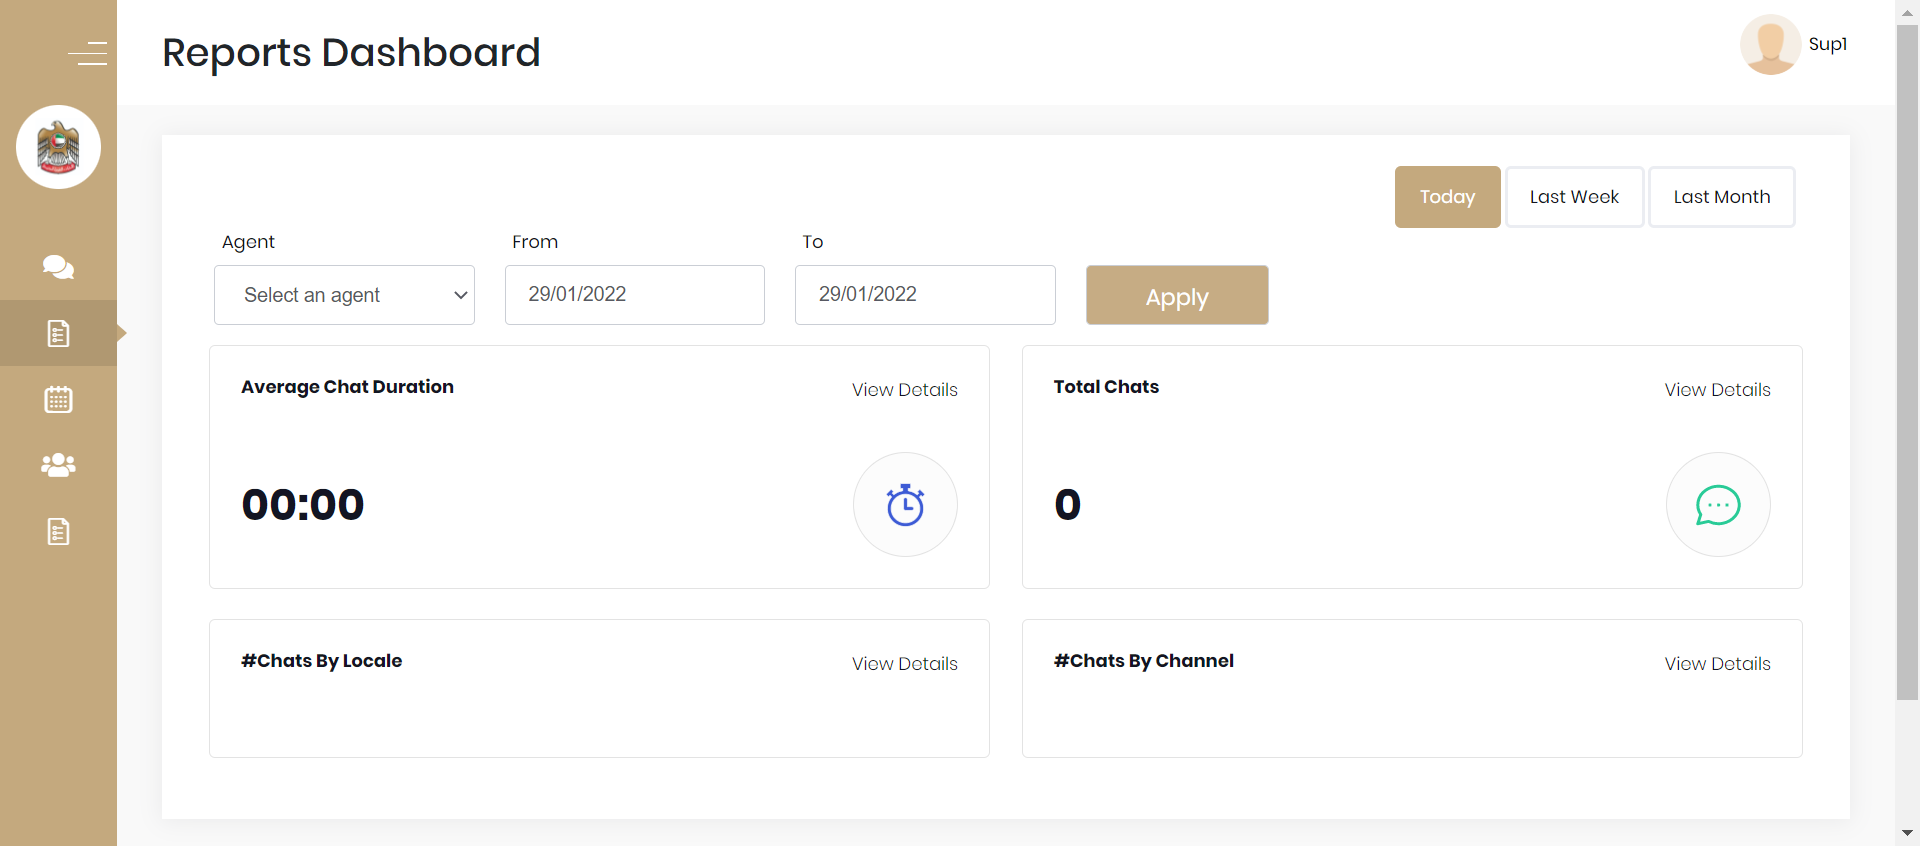 Reports Dashboard
Sup1
Today
Last Week
Last Month
Agent
From
To
Select an agent
29/01/2022
29/01/2022
Apply
Average Chat Duration
View Details
Total Chats
View Details
00:00
0
#Chats By Locale
View Details
#Chats By Channel
View Details